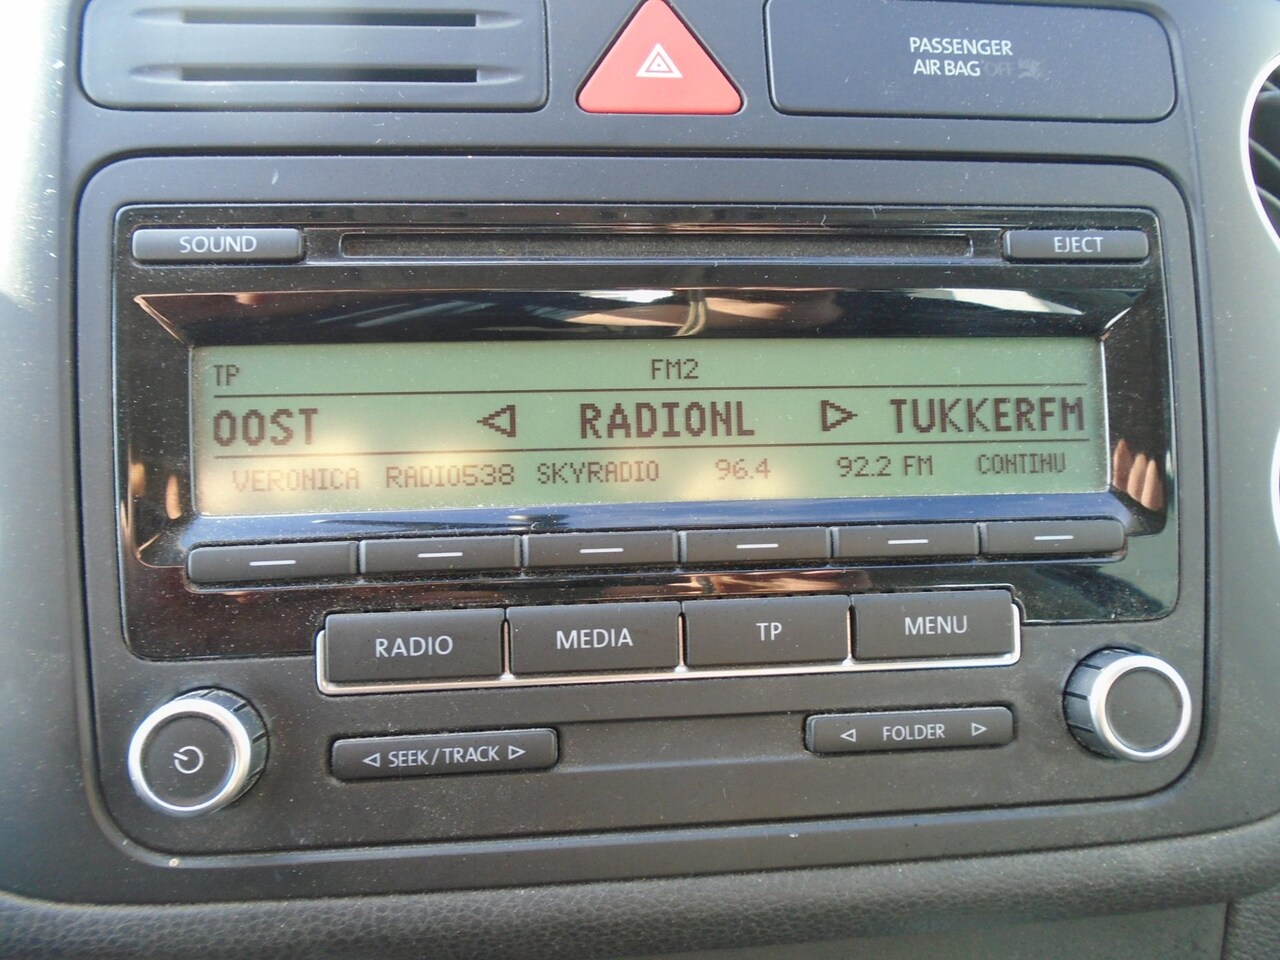 PASSENGER
AIR BAG OFF
SOUND
EJECT
TP FM2
OOST ◁ RADIONL ▷ TUKKERFM
VERONICA RADIO538 SKYRADIO 96.4 92.2 FM CONTINU
RADIO MEDIA TP MENU
◁ SEEK/TRACK ▷
◁ FOLDER ▷